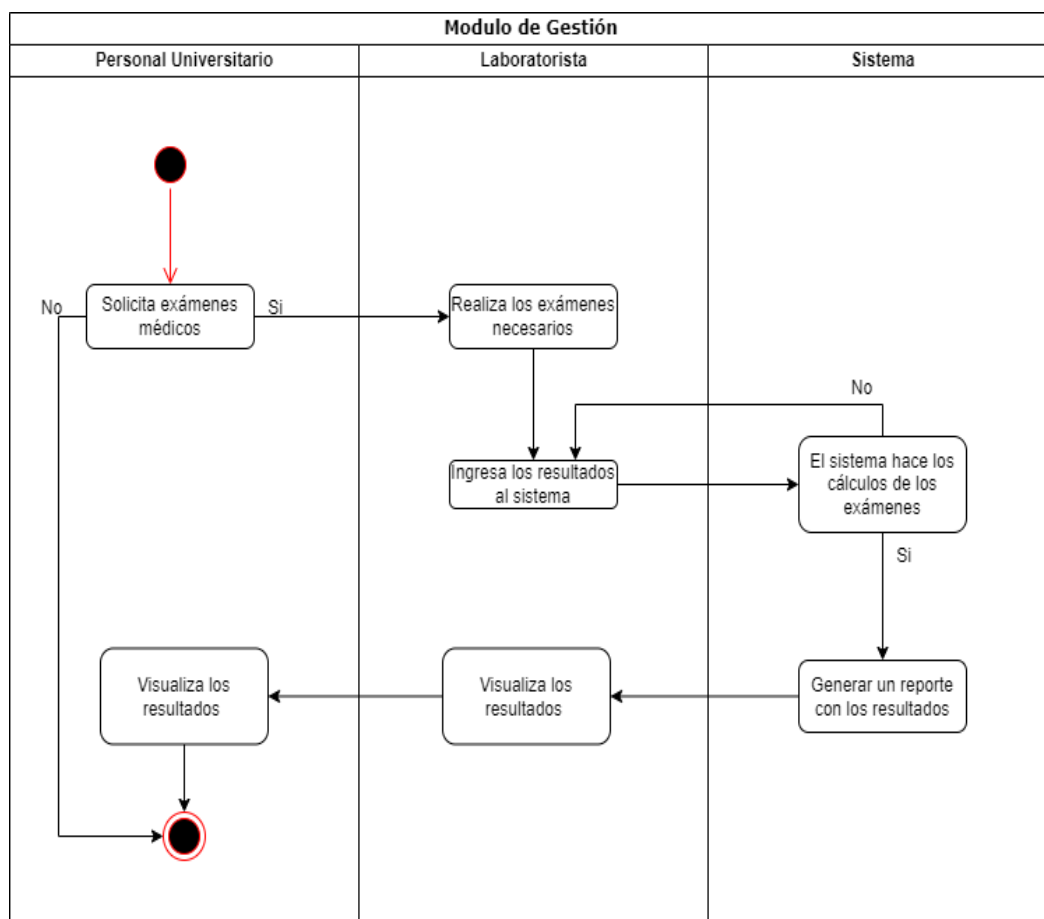 Modulo de Gestión
Personal Universitario
Laboratorista
Sistema
No
Solicita exámenes
médicos
Si
Realiza los exámenes
necesarios
No
Ingresa los resultados
al sistema
El sistema hace los
cálculos de los
exámenes
Si
Visualiza los
resultados
Visualiza los
resultados
Generar un reporte
con los resultados